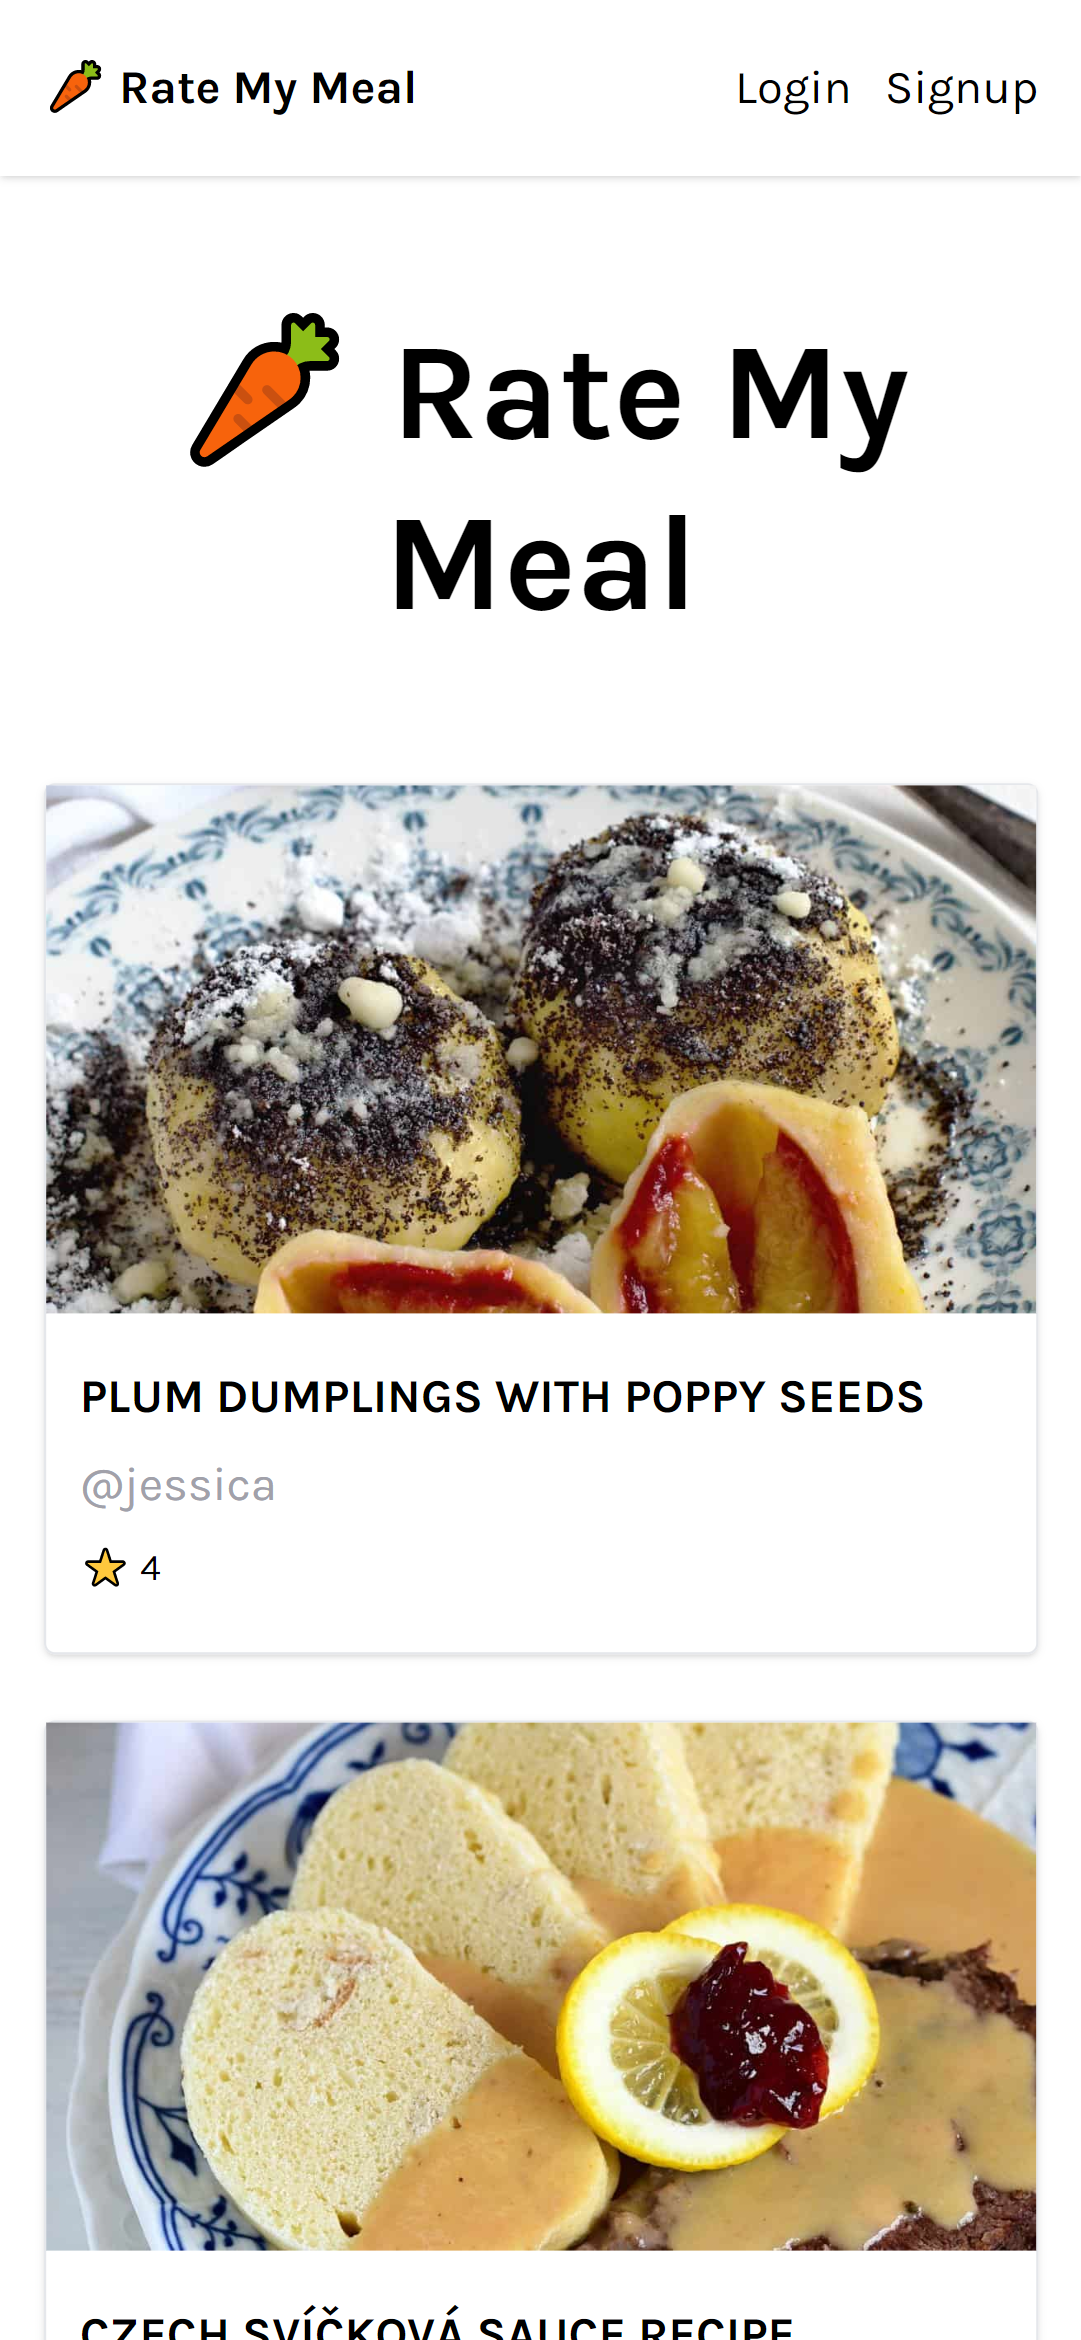 Rate My Meal
Login Signup
Rate My
Meal
PLUM DUMPLINGS WITH POPPY SEEDS
@jessica
4
CZECH SVÍČKOVÁ SAUCE RECIPE